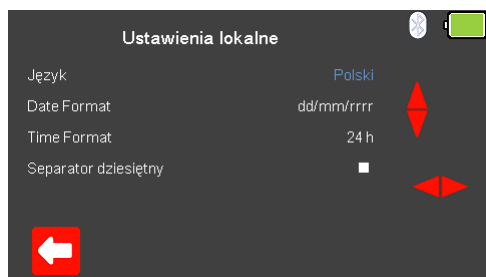 Ustawienia lokalne
Język Polski
Date Format dd/mm/rrrr
Time Format 24 h
Separator dziesiętny